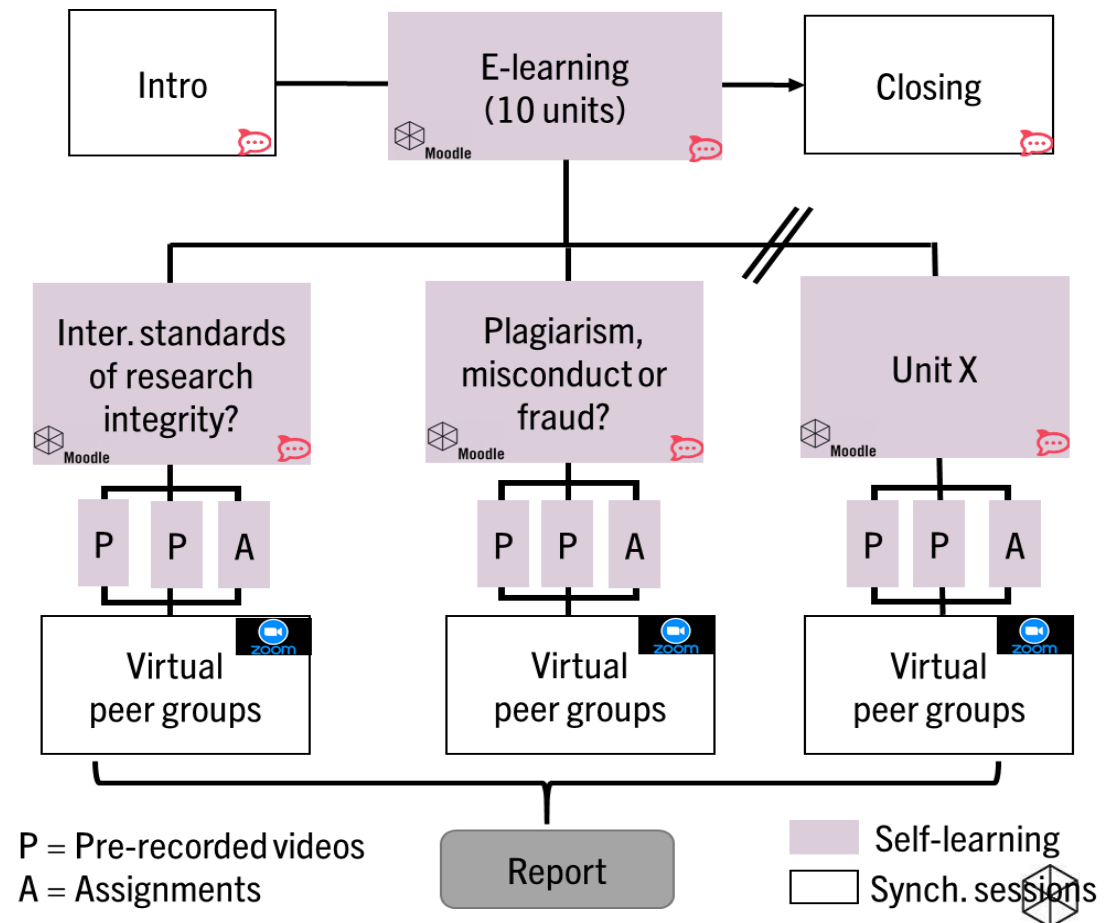 Intro
E-learning
(10 units)
Moodle
Closing
Inter. standards
of research
integrity?
Moodle
Plagiarism,
misconduct or
fraud?
Moodle
Unit X
Moodle
P P A
P P A
P P A
zoom
Virtual
peer groups
zoom
Virtual
peer groups
zoom
Virtual
peer groups
P = Pre-recorded videos
A = Assignments
Report
Self-learning
Synch. sessions